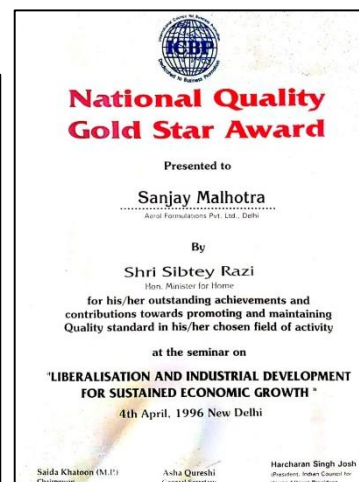 ICBP
National Quality
Gold Star Award
Presented to
Sanjay Malhotra
Aerol Formulations Pvt. Ltd., Delhi
By
Shri Sibtey Razi
Hon. Minister for Home
for his/her outstanding achievements and
contributions towards promoting and maintaining
Quality standard in his/her chosen field of activity
at the seminar on
"LIBERALISATION AND INDUSTRIAL DEVELOPMENT
FOR SUSTAINED ECONOMIC GROWTH "
4th April, 1996 New Delhi
Saida Khatoon (M.P.)
Asha Qureshi
Harcharan Singh Josh
President, Indian Council for